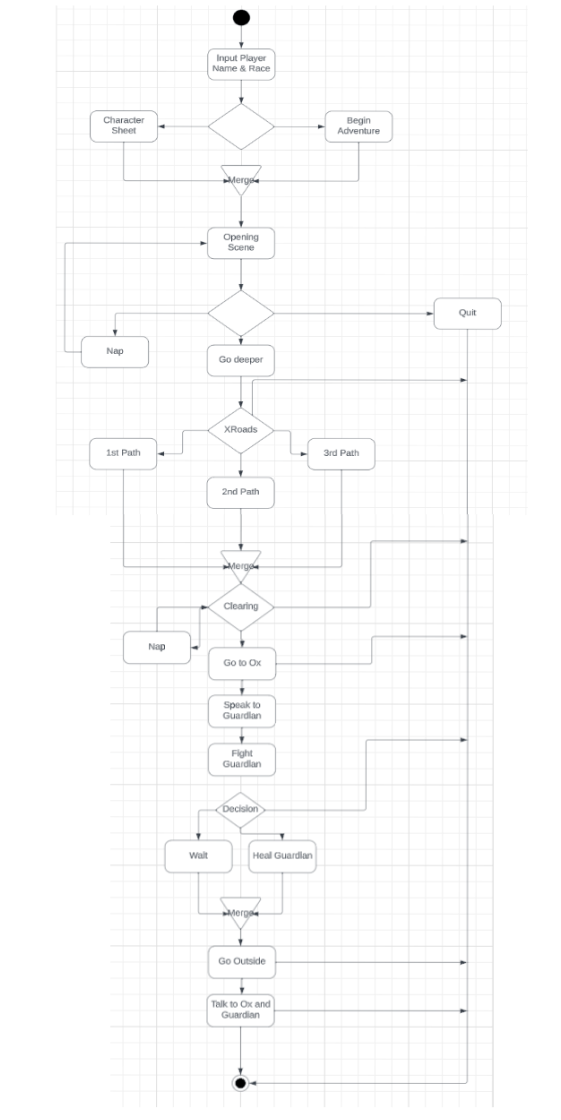 Input Player
Name & Race
Character
Sheet
Begin
Adventure
Merge
Opening
Scene
Quit
Nap
Go deeper
XRoads
1st Path
3rd Path
2nd Path
Merge
Clearing
Nap
Go to Ox
Speak to
Guardian
Fight
Guardian
Decision
Wait
Heal Guardian
Merge
Go Outside
Talk to Ox and
Guardian